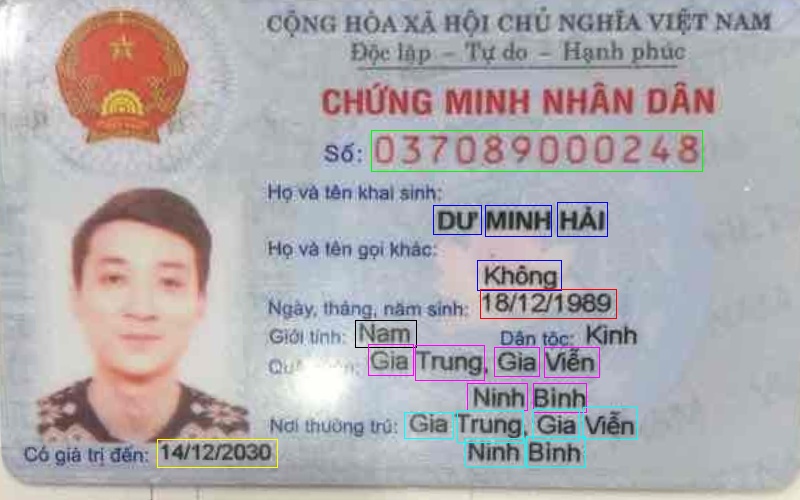 CỘNG HÒA XÃ HỘI CHỦ NGHĨA VIỆT NAM
Độc lập - Tự do - Hạnh phúc
CHỨNG MINH NHÂN DÂN
Số: 037089000248
Họ và tên khai sinh:
DƯ MINH HẢI
Họ và tên gọi khác:
Không
Ngày, tháng, năm sinh: 18/12/1989
Giới tính: Nam Dân tộc: Kinh
Gia Trung, Gia Viễn
Ninh Bình
Nơi thường trú: Gia Trung, Gia Viễn
Có giá trị đến: 14/12/2030 Ninh Bình